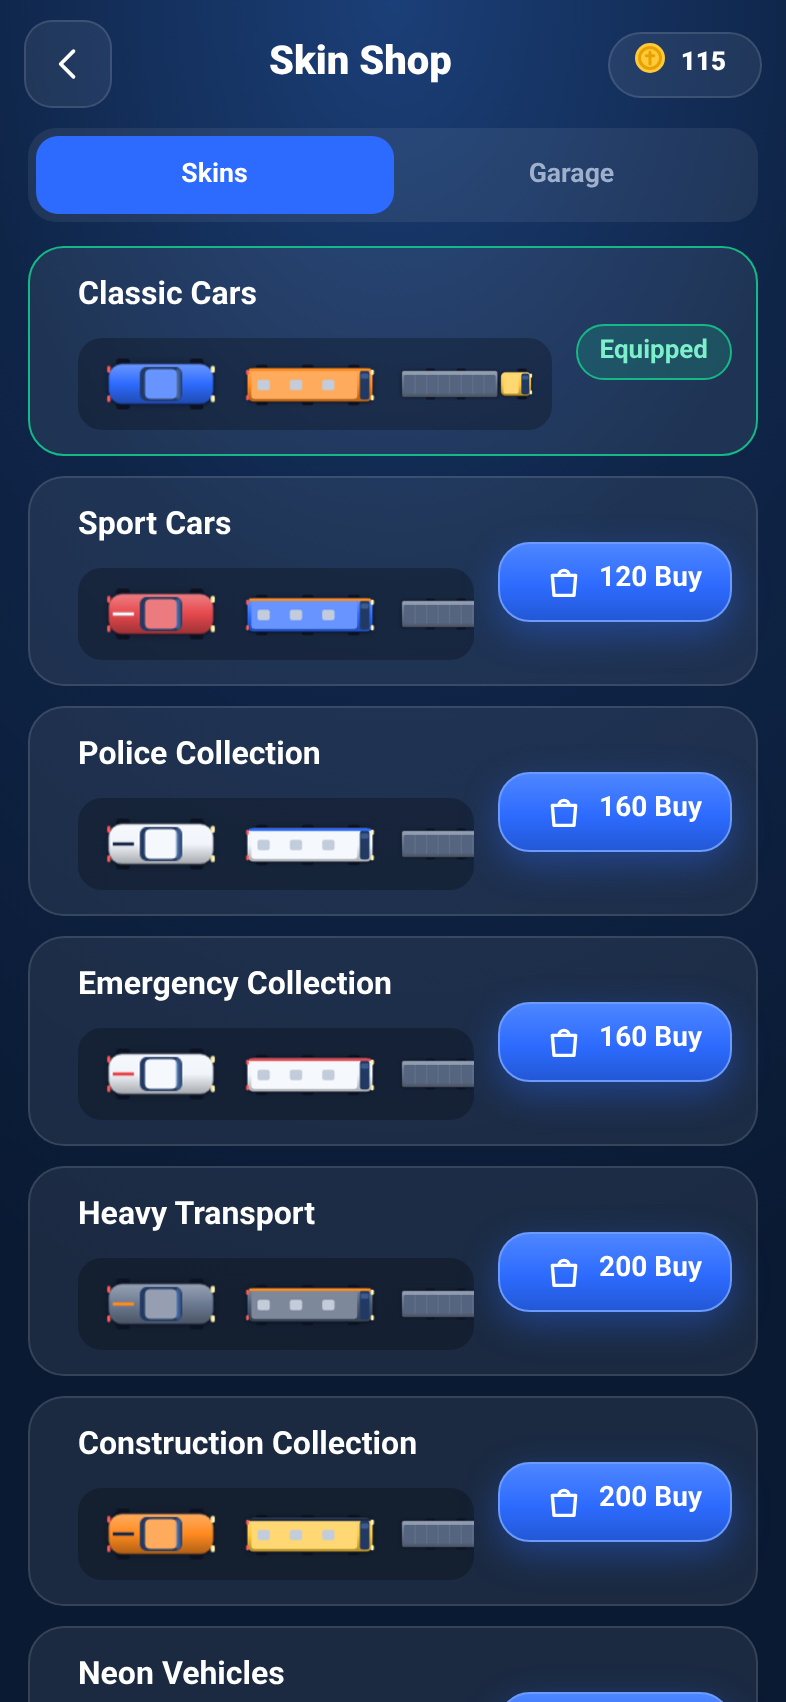 Skin Shop
115
Skins
Garage
Classic Cars
Equipped
Sport Cars
120 Buy
Police Collection
160 Buy
Emergency Collection
160 Buy
Heavy Transport
200 Buy
Construction Collection
200 Buy
Neon Vehicles